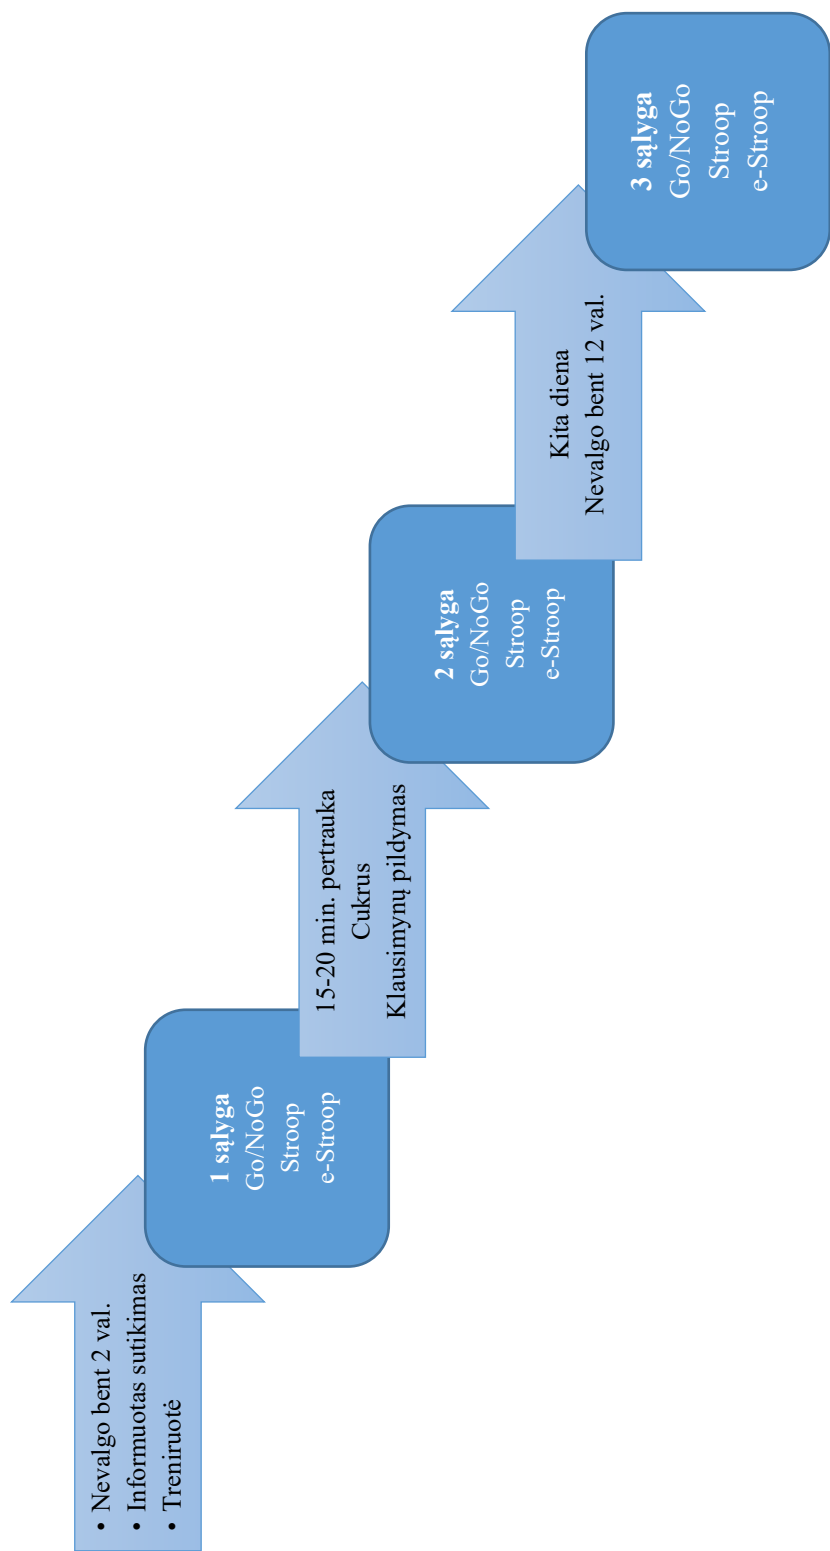 • Nevalgo bent 2 val.
• Informuotas sutikimas
• Treniruotė
1 sąlyga
Go/NoGo
Stroop
e-Stroop
15-20 min. pertrauka
Cukrus
Klausimynų pildymas
2 sąlyga
Go/NoGo
Stroop
e-Stroop
Kita diena
Nevalgo bent 12 val.
3 sąlyga
Go/NoGo
Stroop
e-Stroop